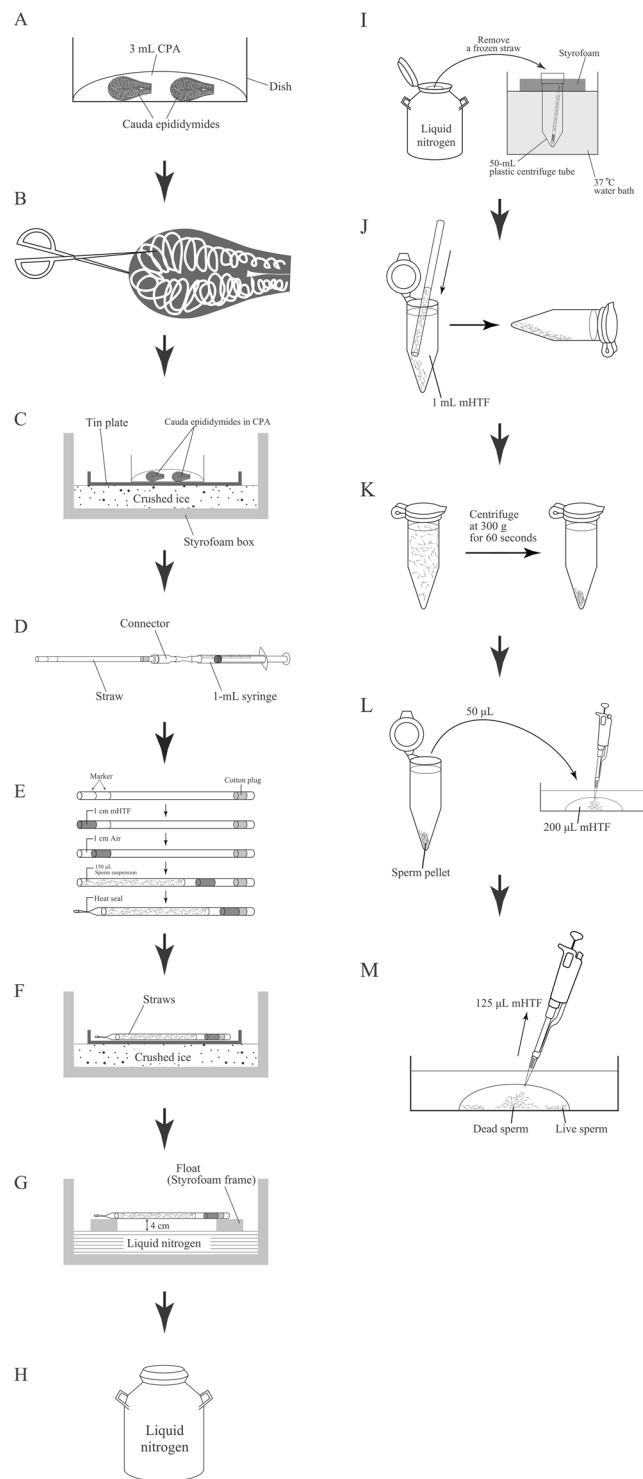 A
3 mL CPA
Dish
Cauda epididymides
B
C
Tin plate
Cauda epididymides in CPA
Crushed ice
Styrofoam box
D
Connector
Straw
1-mL syringe
E
Marker
Cotton plug
1 cm mHTF
1 cm Air
150 μL
Sperm suspension
Heat seal
F
Straws
Crushed ice
G
Float
(Styrofoam frame)
4 cm
Liquid nitrogen
H
Liquid
nitrogen
I
Remove
a frozen straw
Styrofoam
Liquid
nitrogen
50-mL
plastic centrifuge tube
37 °C
water bath
J
1 mL mHTF
K
Centrifuge
at 300 g
for 60 seconds
L
50 μL
200 μL mHTF
Sperm pellet
M
125 μL mHTF
Dead sperm
Live sperm